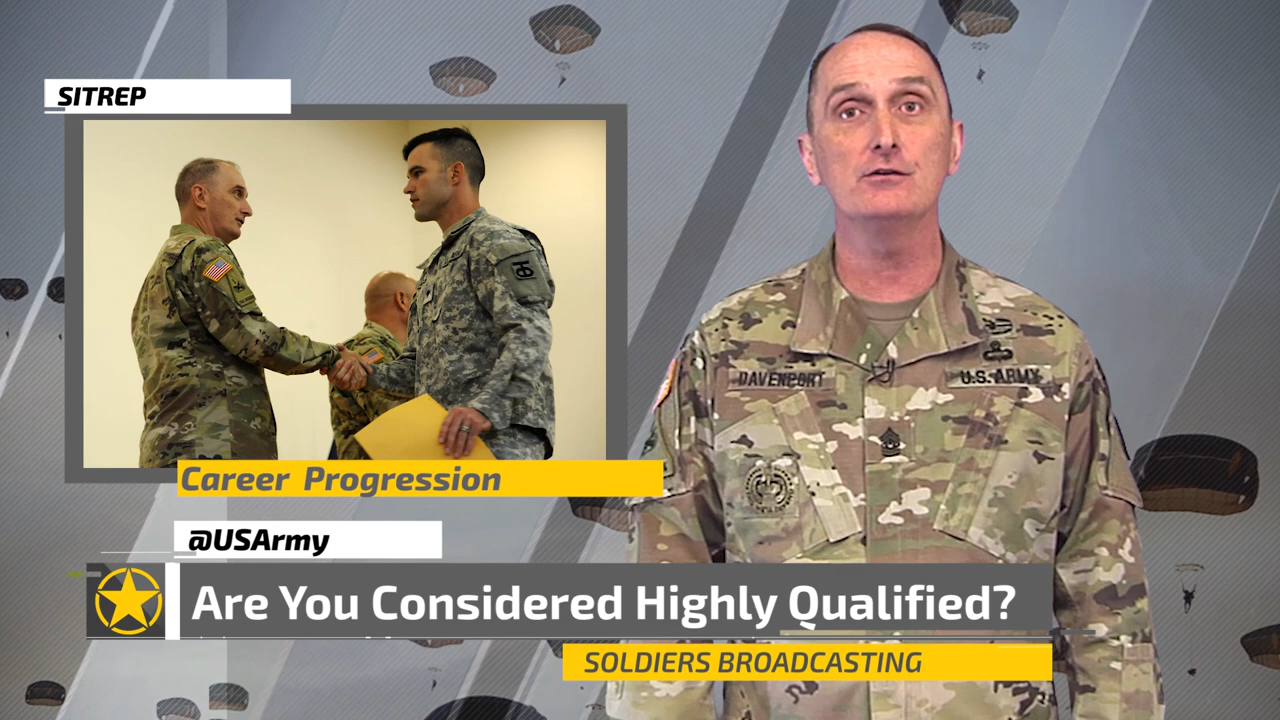 SITREP
Career Progression
DAVENPORT
U.S. ARMY
@USArmy
Are You Considered Highly Qualified?
SOLDIERS BROADCASTING